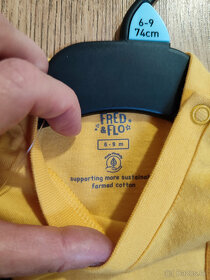 6-9
74cm
FRED
&FLO
6-9 m
supporting more sustainably
farmed cotton